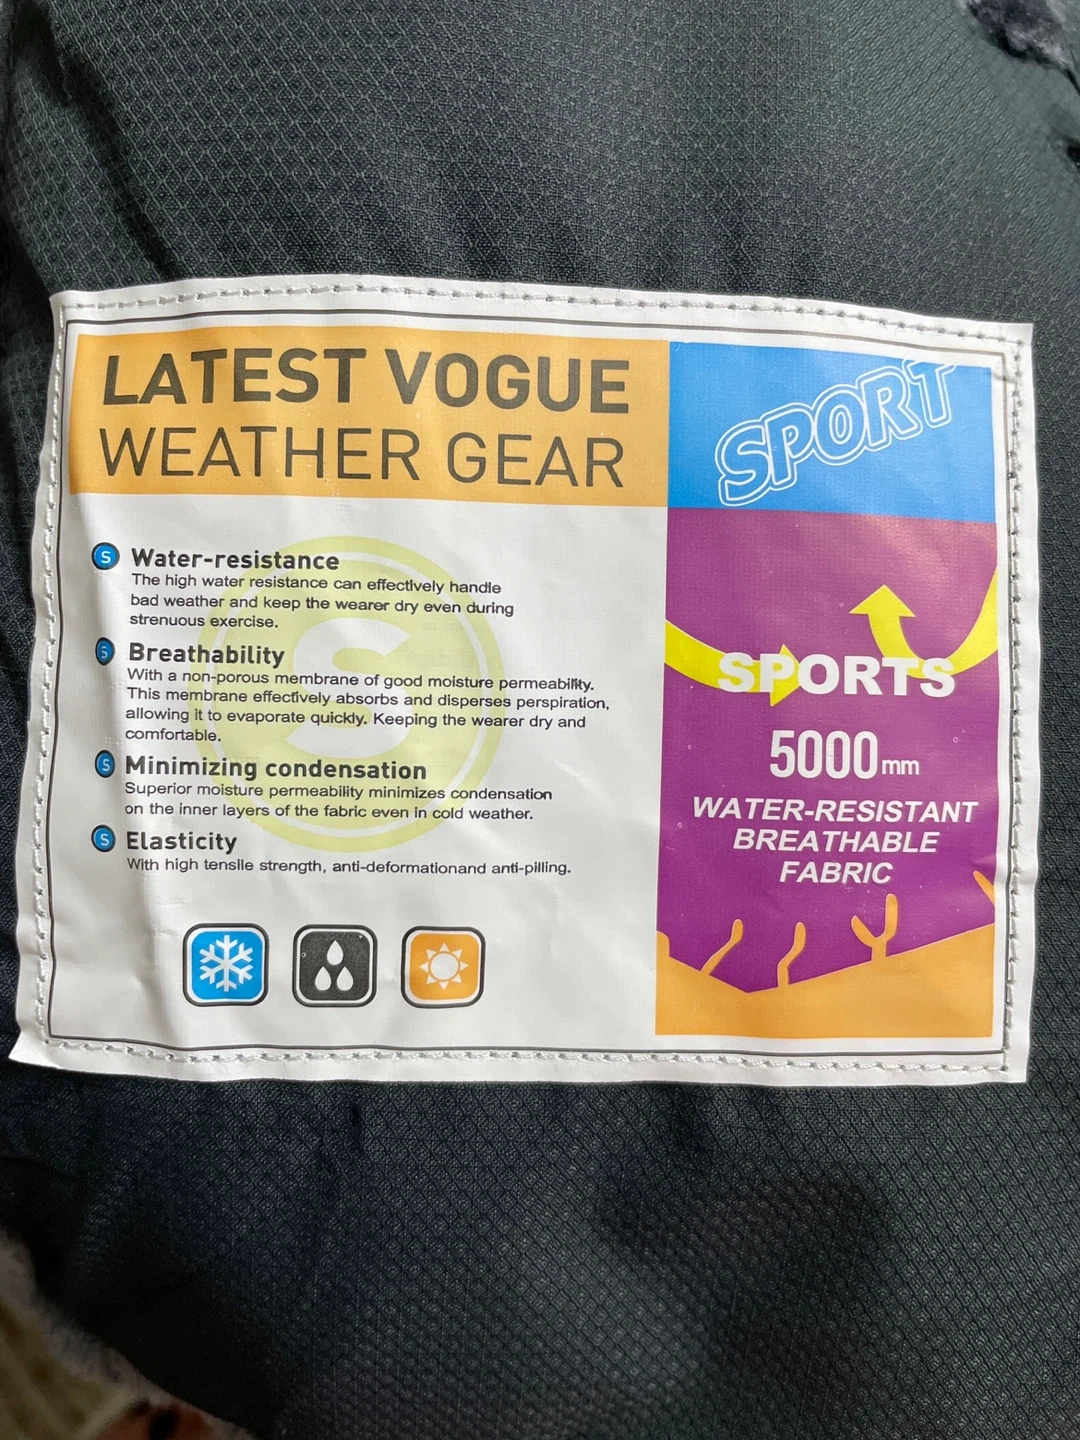 LATEST VOGUE
WEATHER GEAR
SPORT
S Water-resistance
The high water resistance can effectively handle
bad weather and keep the wearer dry even during
strenuous exercise.
S Breathability
With a non-porous membrane of good moisture permeability.
This membrane effectively absorbs and disperses perspiration,
allowing it to evaporate quickly. Keeping the wearer dry and
comfortable.
S Minimizing condensation
Superior moisture permeability minimizes condensation
on the inner layers of the fabric even in cold weather.
S Elasticity
With high tensile strength, anti-deformationand anti-pilling.
S
SPORTS
5000mm
WATER-RESISTANT
BREATHABLE
FABRIC